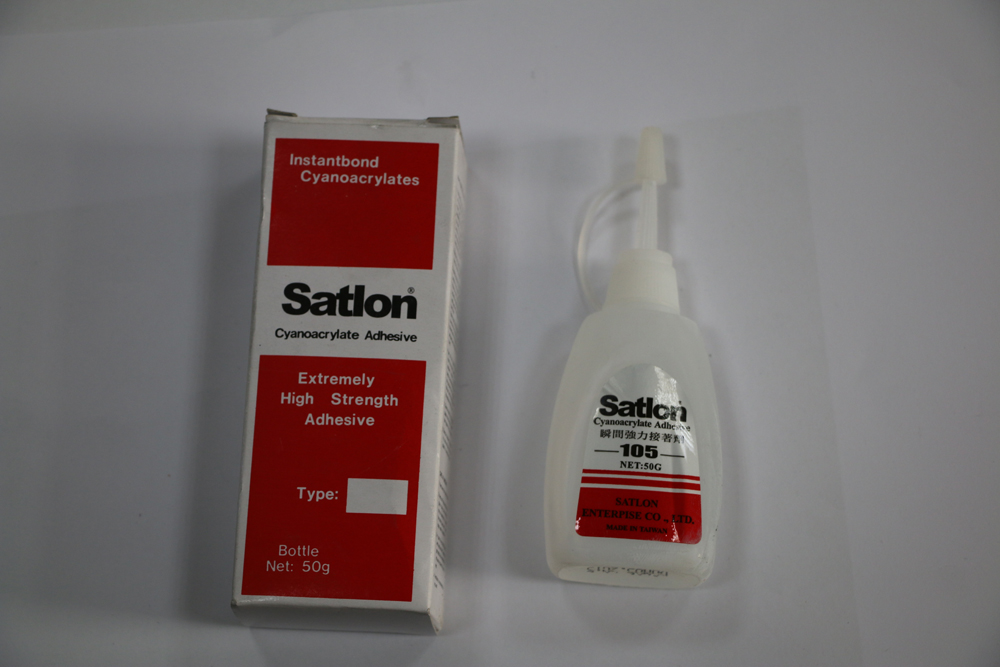 Instantbond
Cyanoacrylates
Satlon®
Cyanoacrylate Adhesive
Extremely
High Strength
Adhesive
Type:
Bottle
Net: 50g
Satlon
Cyanoacrylate Adhesive
瞬間強力接著劑
105
NET:50G
SATLON
ENTERPISE CO., LTD.
MADE IN TAIWAN